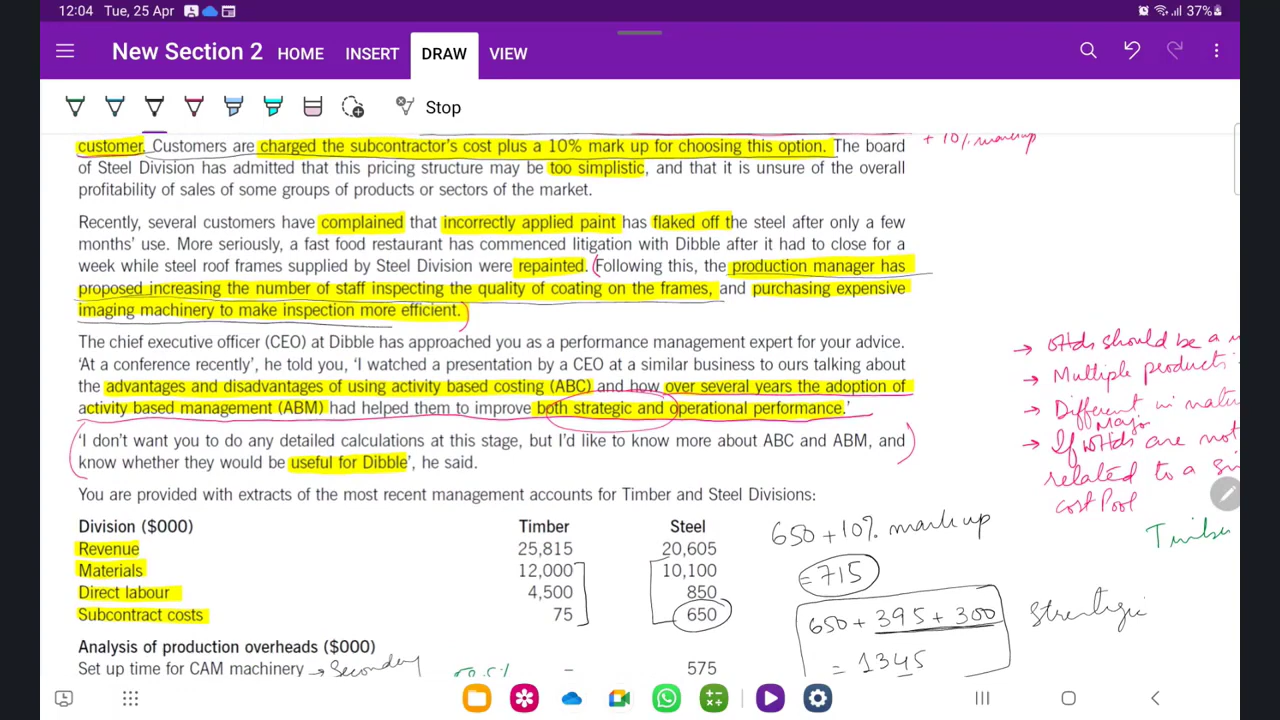 12:04 Tue, 25 Apr
37%
New Section 2 HOME INSERT DRAW VIEW
Stop
customer. Customers are charged the subcontractor's cost plus a 10% mark up for choosing this option. The board
+ 10% markup
of Steel Division has admitted that this pricing structure may be too simplistic, and that it is unsure of the overall
profitability of sales of some groups of products or sectors of the market.
Recently, several customers have complained that incorrectly applied paint has flaked off the steel after only a few
months' use. More seriously, a fast food restaurant has commenced litigation with Dibble after it had to close for a
week while steel roof frames supplied by Steel Division were repainted. (Following this, the production manager has
proposed increasing the number of staff inspecting the quality of coating on the frames, and purchasing expensive
imaging machinery to make inspection more efficient.)
The chief executive officer (CEO) at Dibble has approached you as a performance management expert for your advice.
'At a conference recently', he told you, 'I watched a presentation by a CEO at a similar business to ours talking about
the advantages and disadvantages of using activity based costing (ABC) and how over several years the adoption of
activity based management (ABM) had helped them to improve both strategic and operational performance.'
'I don't want you to do any detailed calculations at this stage, but I'd like to know more about ABC and ABM, and
know whether they would be useful for Dibble', he said.
You are provided with extracts of the most recent management accounts for Timber and Steel Divisions:
→ OHds should be a
→ Multiple products
→ Different in
Major
→ If OHds are not
related to a
cost Pool
Division ($000) Timber Steel
Revenue 25,815 20,605
Materials 12,000 10,100
Direct labour 4,500 850
Subcontract costs 75 650
650 + 10% mark up
= 715
650 + 395 + 300
= 1345
Strategic
Timber
Analysis of production overheads ($000)
Set up time for CAM machinery → Secondary – 575